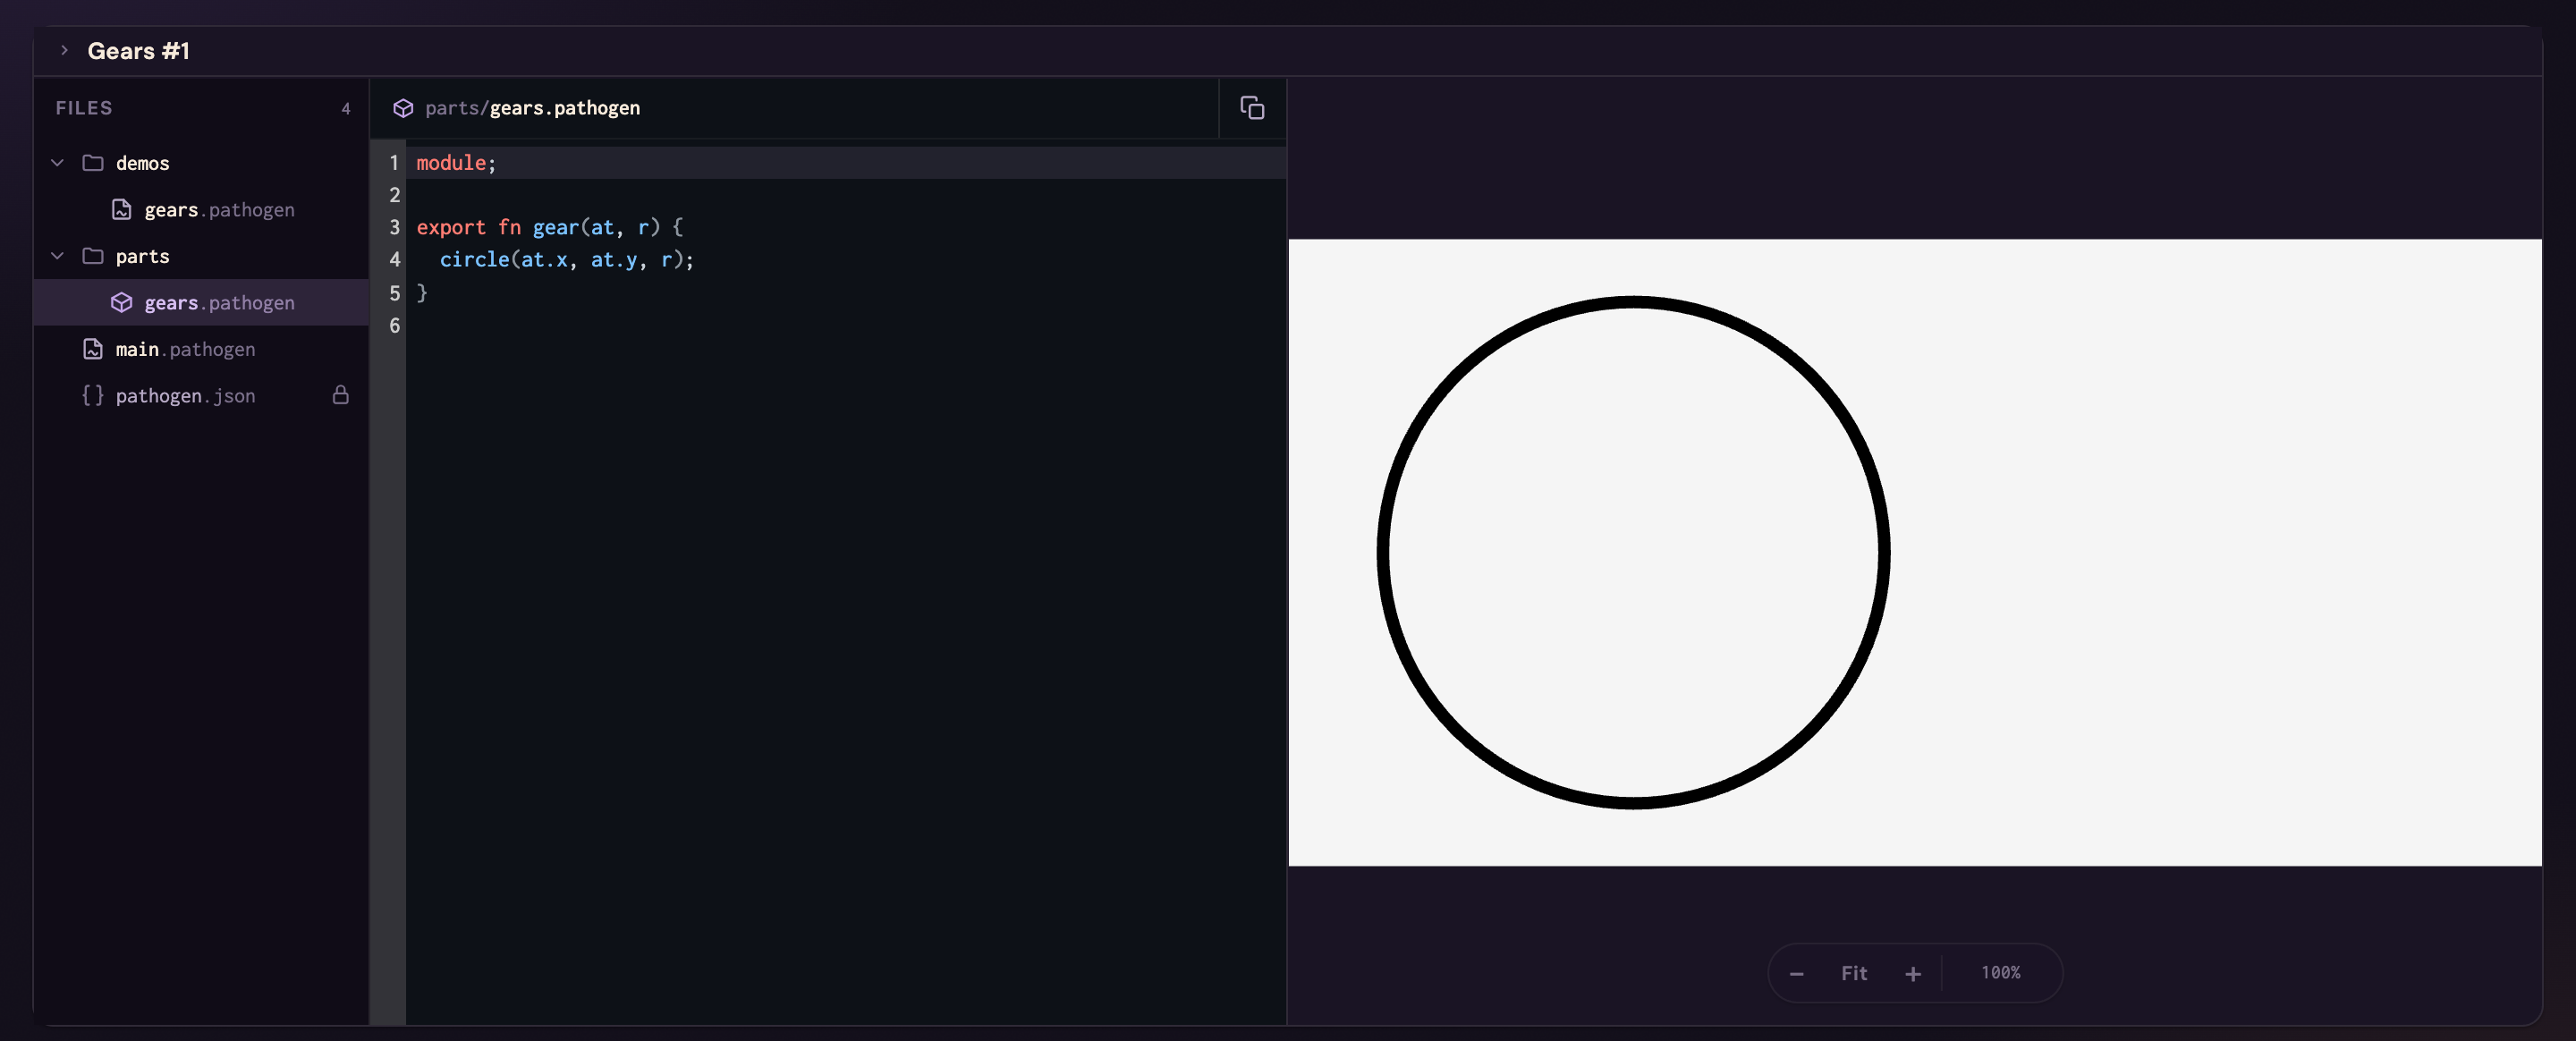 Gears #1
FILES 4
demos
gears.pathogen
parts
gears.pathogen
main.pathogen
{} pathogen.json
parts/gears.pathogen
1 module;
2
3 export fn gear(at, r) {
4   circle(at.x, at.y, r);
5 }
6
− Fit + 100%